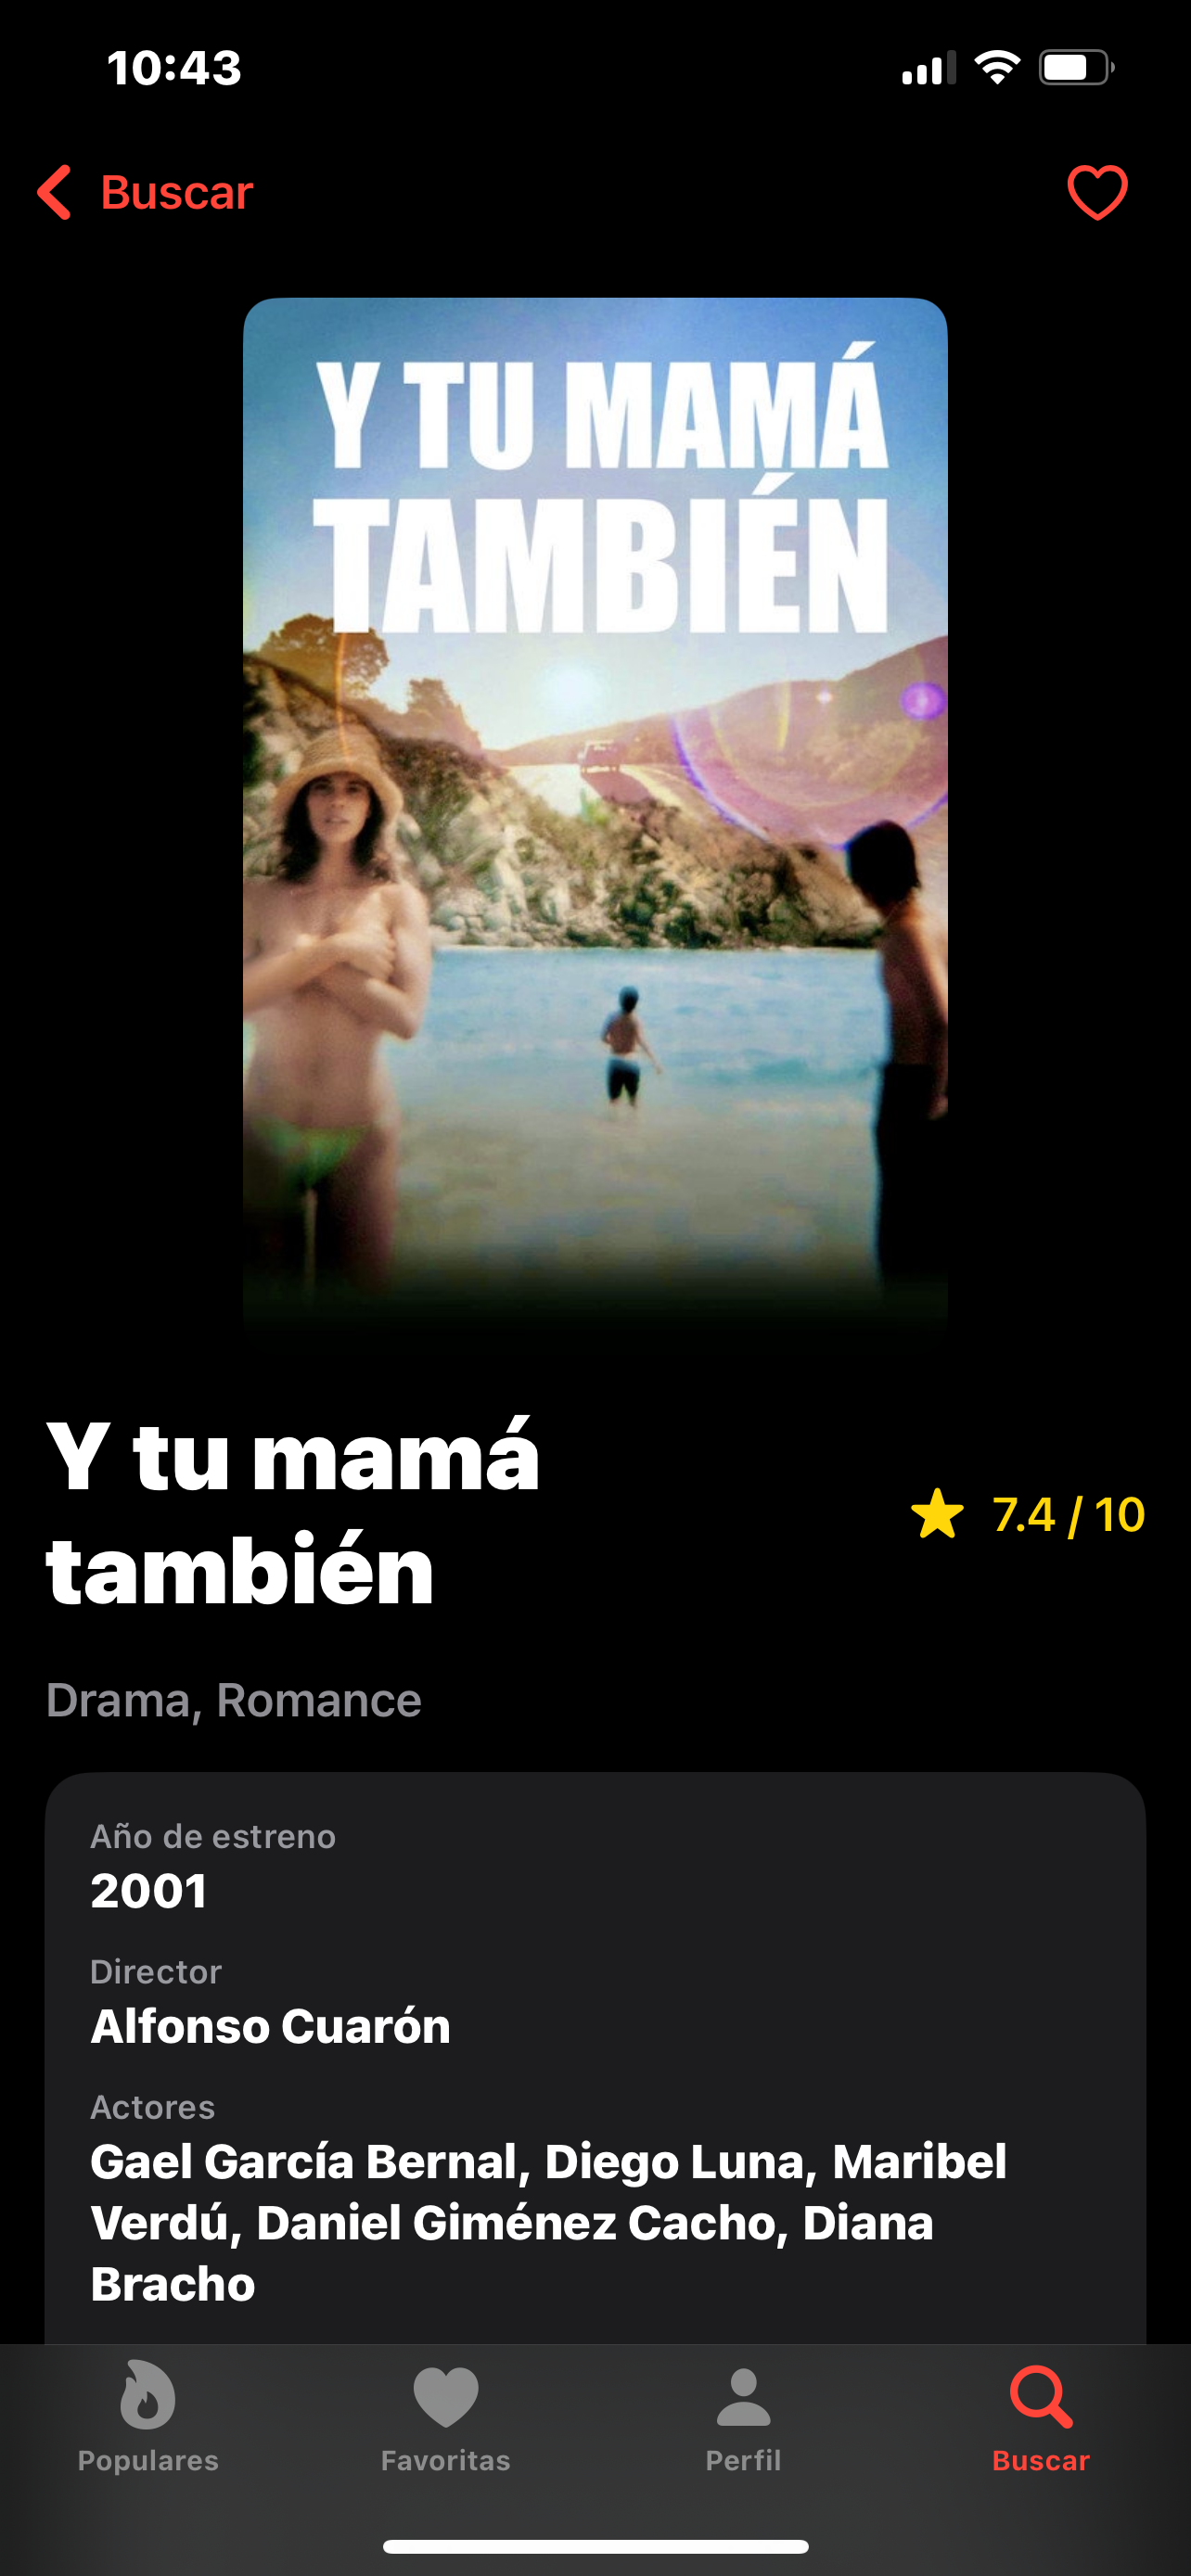 10:43
Buscar
Y TU MAMÁ
TAMBIÉN
Y tu mamá
también
7.4 / 10
Drama, Romance
Año de estreno
2001
Director
Alfonso Cuarón
Actores
Gael García Bernal, Diego Luna, Maribel
Verdú, Daniel Giménez Cacho, Diana
Bracho
Populares
Favoritas
Perfil
Buscar